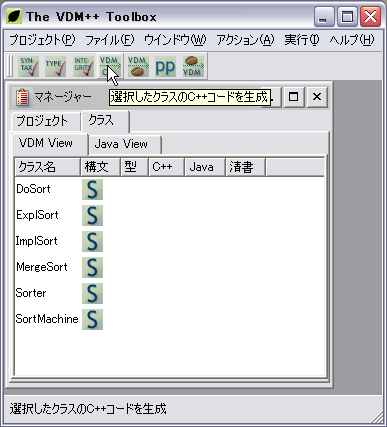 The VDM++ Toolbox
プロジェクト(P) ファイル(F) ウインドウ(W) アクション(A) 実行(I) ヘルプ(H)
SYNTAX TYPE INTEGRITY VDM VDM pp VDM
マネージャー 選択したクラスのC++コードを生成
プロジェクト クラス
VDM View Java View
クラス名 構文 型 C++ Java 清書
DoSort S
ExplSort S
ImplSort S
MergeSort S
Sorter S
SortMachine S
選択したクラスのC++コードを生成